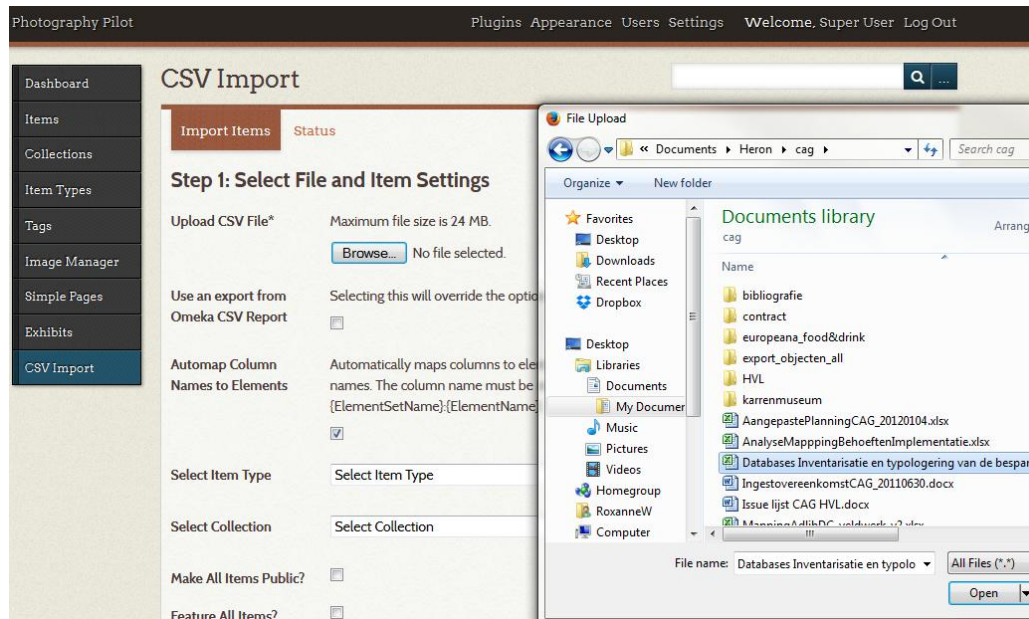 Photography Pilot
Plugins Appearance Users Settings Welcome, Super User Log Out
Dashboard
Items
Collections
Item Types
Tags
Image Manager
Simple Pages
Exhibits
CSV Import
CSV Import
...
Import Items Status
Step 1: Select File and Item Settings
Upload CSV File*
Maximum file size is 24 MB.
Browse... No file selected.
Use an export from
Omeka CSV Report
Selecting this will override the optio
Automap Column
Names to Elements
Automatically maps columns to ele
names. The column name must be
{ElementSetName}:{ElementName}
Select Item Type
Select Item Type
Select Collection
Select Collection
Make All Items Public?
Feature All Items?
File Upload
« Documents Heron cag
Search cag
Organize New folder
Favorites
Desktop
Downloads
Recent Places
Dropbox
Desktop
Libraries
Documents
My Documer
Music
Pictures
Videos
Homegroup
RoxanneW
Computer
Documents library
cag
Arrang
Name
bibliografie
contract
europeana_food&drink
export_objecten_all
HVL
karrenmuseum
AangepastePlanningCAG_20120104.xlsx
AnalyseMapppingBehoeftenImplementatie.xlsx
Databases Inventarisatie en typologering van de bespar
IngestovereenkomstCAG_20110630.docx
Issue lijst CAG HVL.docx
File name: Databases Inventarisatie en typolo All Files (*.*)
Open